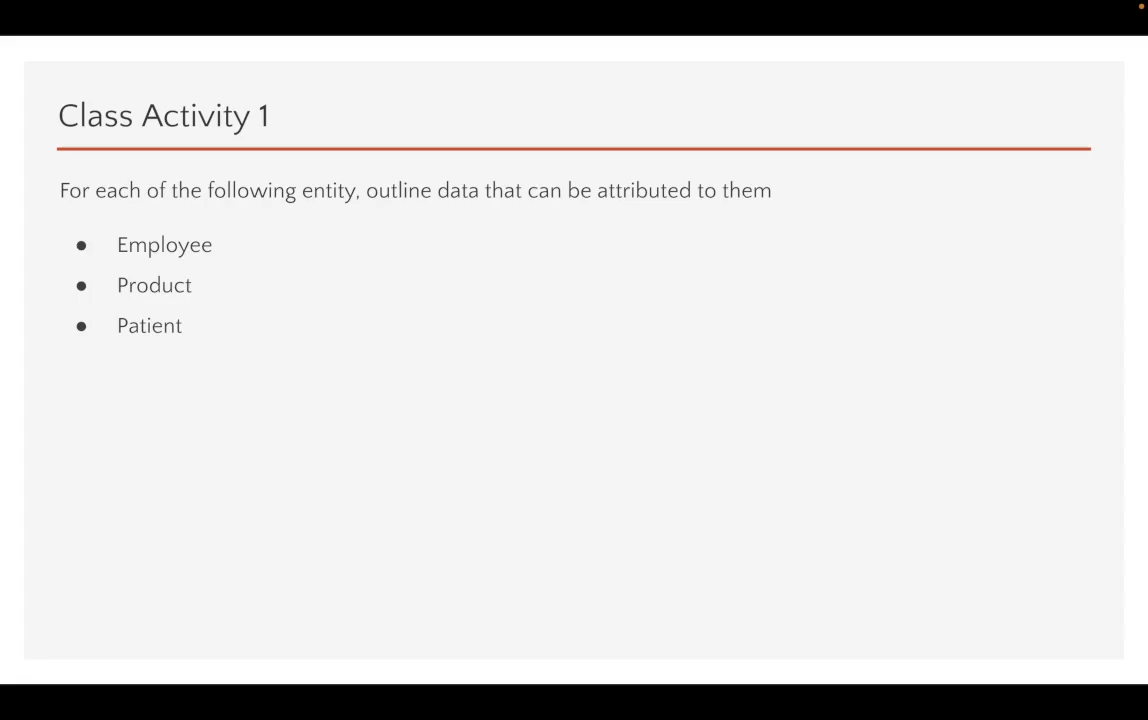 Class Activity 1
For each of the following entity, outline data that can be attributed to them
● Employee
● Product
● Patient